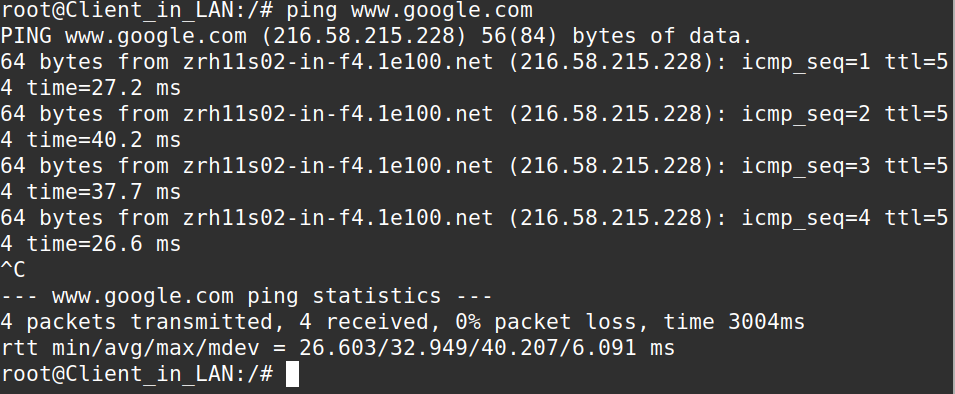 root@Client_in_LAN:/# ping www.google.com
PING www.google.com (216.58.215.228) 56(84) bytes of data.
64 bytes from zrh11s02-in-f4.1e100.net (216.58.215.228): icmp_seq=1 ttl=5
4 time=27.2 ms
64 bytes from zrh11s02-in-f4.1e100.net (216.58.215.228): icmp_seq=2 ttl=5
4 time=40.2 ms
64 bytes from zrh11s02-in-f4.1e100.net (216.58.215.228): icmp_seq=3 ttl=5
4 time=37.7 ms
64 bytes from zrh11s02-in-f4.1e100.net (216.58.215.228): icmp_seq=4 ttl=5
4 time=26.6 ms
^C
--- www.google.com ping statistics ---
4 packets transmitted, 4 received, 0% packet loss, time 3004ms
rtt min/avg/max/mdev = 26.603/32.949/40.207/6.091 ms
root@Client_in_LAN:/#